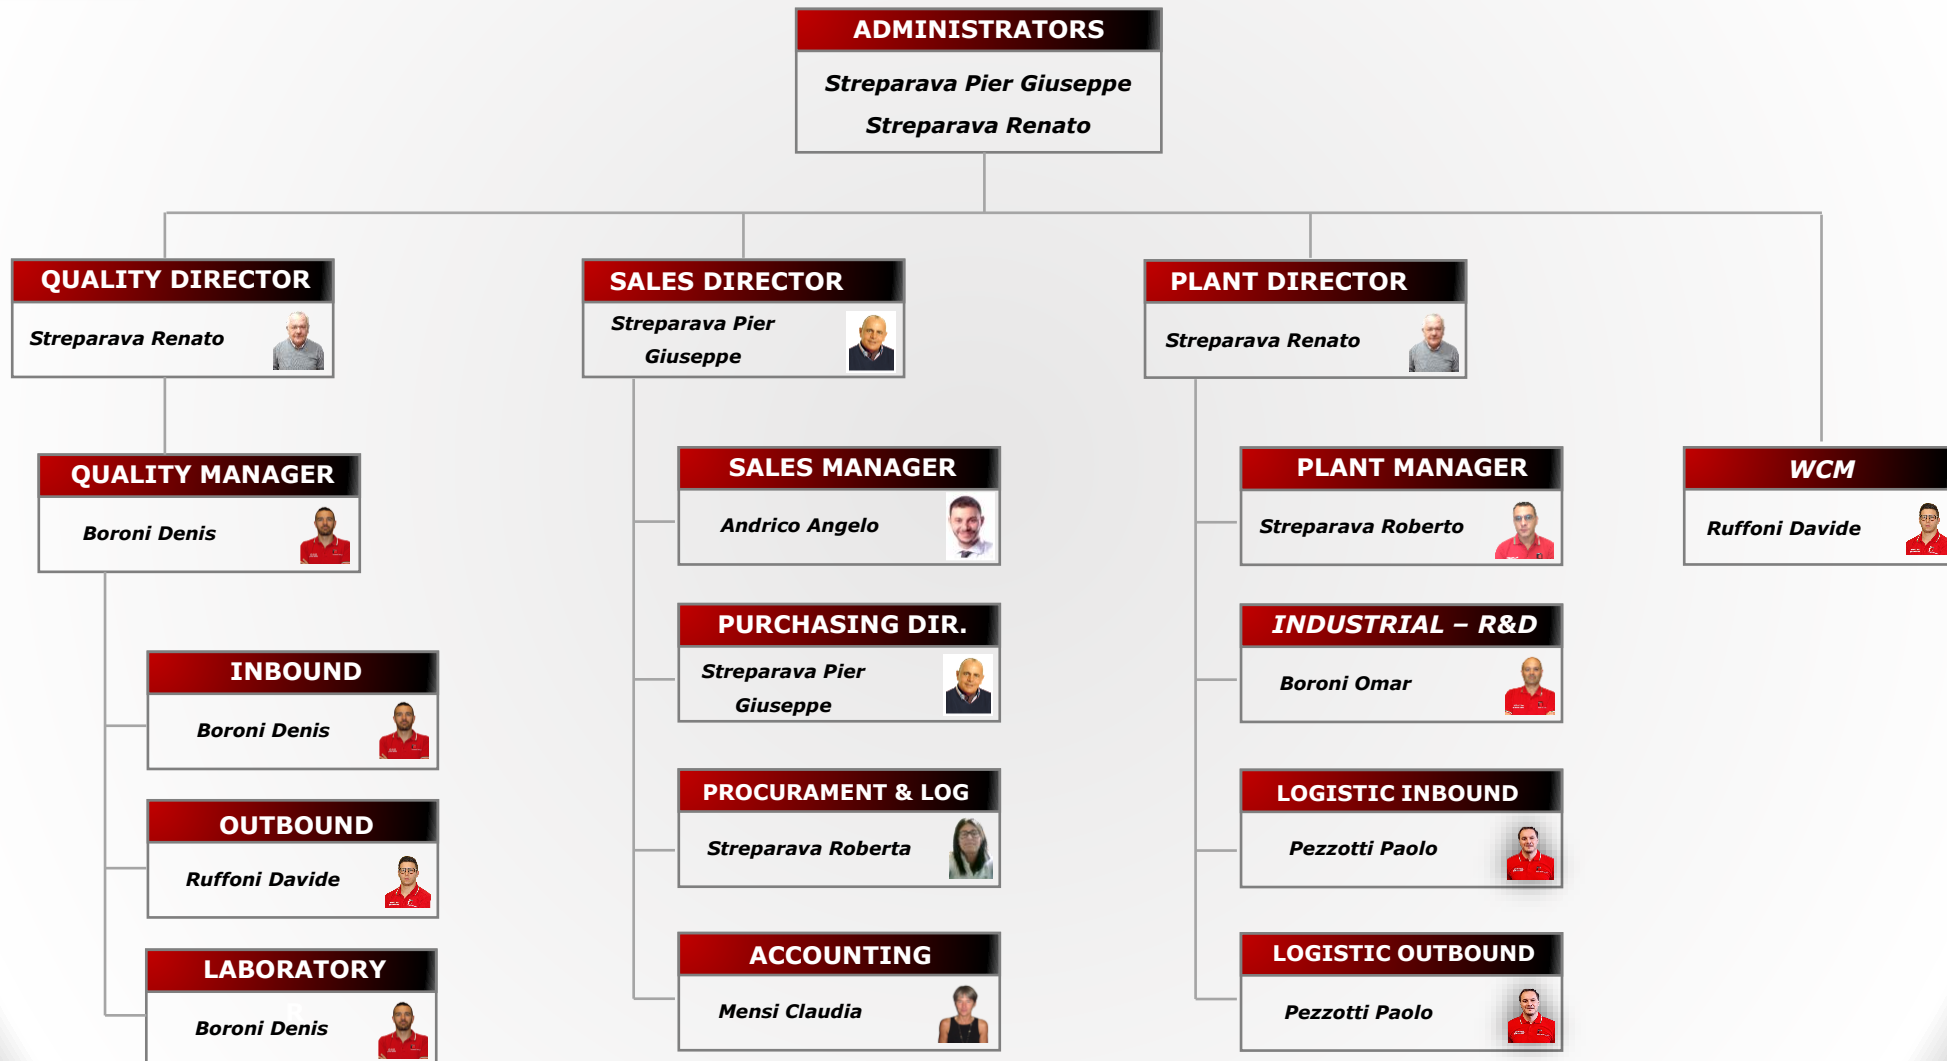 ADMINISTRATORS
Streparava Pier Giuseppe
Streparava Renato
QUALITY DIRECTOR
Streparava Renato
SALES DIRECTOR
Streparava Pier
Giuseppe
PLANT DIRECTOR
Streparava Renato
QUALITY MANAGER
Boroni Denis
SALES MANAGER
Andrico Angelo
PLANT MANAGER
Streparava Roberto
WCM
Ruffoni Davide
INBOUND
Boroni Denis
PURCHASING DIR.
Streparava Pier
Giuseppe
INDUSTRIAL – R&D
Boroni Omar
OUTBOUND
Ruffoni Davide
PROCURAMENT & LOG
Streparava Roberta
LOGISTIC INBOUND
Pezzotti Paolo
LABORATORY
R
Boroni Denis
ACCOUNTING
Mensi Claudia
LOGISTIC OUTBOUND
Pezzotti Paolo